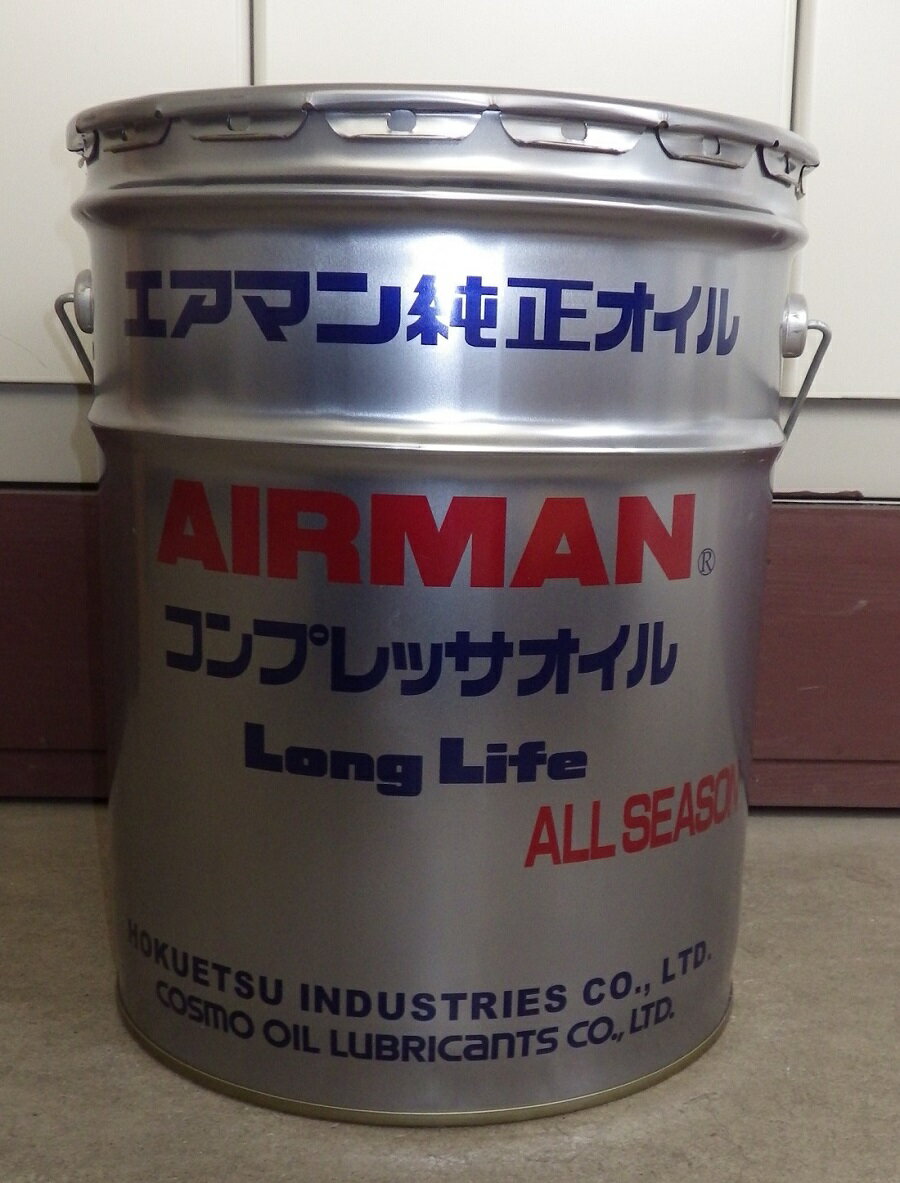 エアマン純正オイル
AIRMAN®
コンプレッサオイル
Long Life
ALL SEASON
HOKUETSU INDUSTRIES CO., LTD.
COSMO OIL LUBRICANTS CO., LTD.